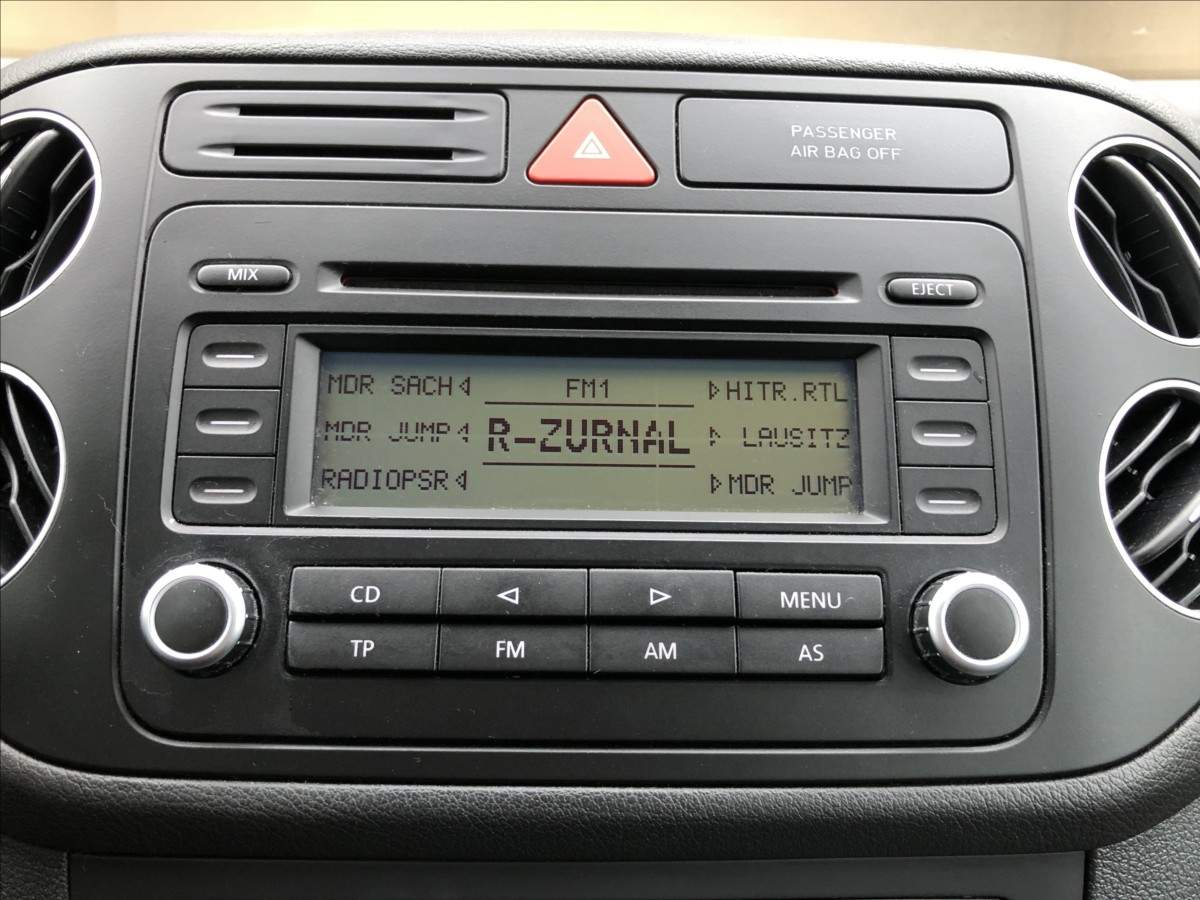 PASSENGER
AIR BAG OFF
MIX
EJECT
MDR SACH
FM1
HITR.RTL
MDR JUMP
R-ZURNAL
LAUSITZ
RADIOPSR
MDR JUMP
CD
MENU
TP
FM
AM
AS